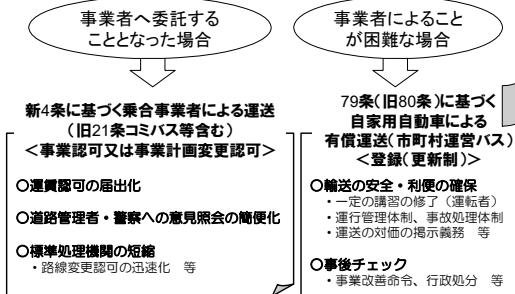 事業者へ委託する
こととなった場合
新4条に基づく乗合事業者による運送
（旧21条コミバス等含む）
＜事業認可又は事業計画変更認可＞
○運賃認可の届出化
○道路管理者・警察への意見照会の簡便化
○標準処理機関の短縮
・路線変更認可の迅速化　等
事業者によること
が困難な場合
79条（旧80条）に基づく
自家用自動車による
有償運送（市町村運営バス）
＜登録（更新制）＞
○輸送の安全・利便の確保
・一定の講習の修了（運転者）
・運行管理体制、事故処理体制
・運送の対価の掲示義務　等
○事後チェック
・事業改善命令、行政処分　等